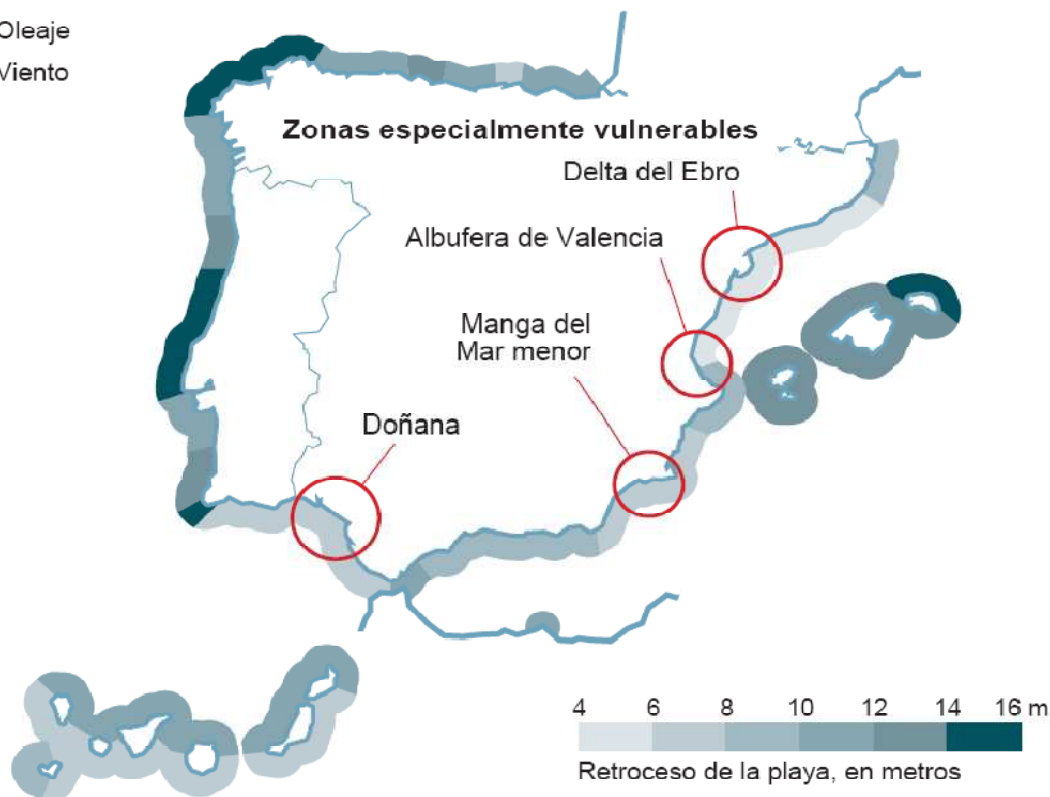 Oleaje
Viento
Zonas especialmente vulnerables
Delta del Ebro
Albufera de Valencia
Manga del
Mar menor
Doñana
4 6 8 10 12 14 16 m
Retroceso de la playa, en metros